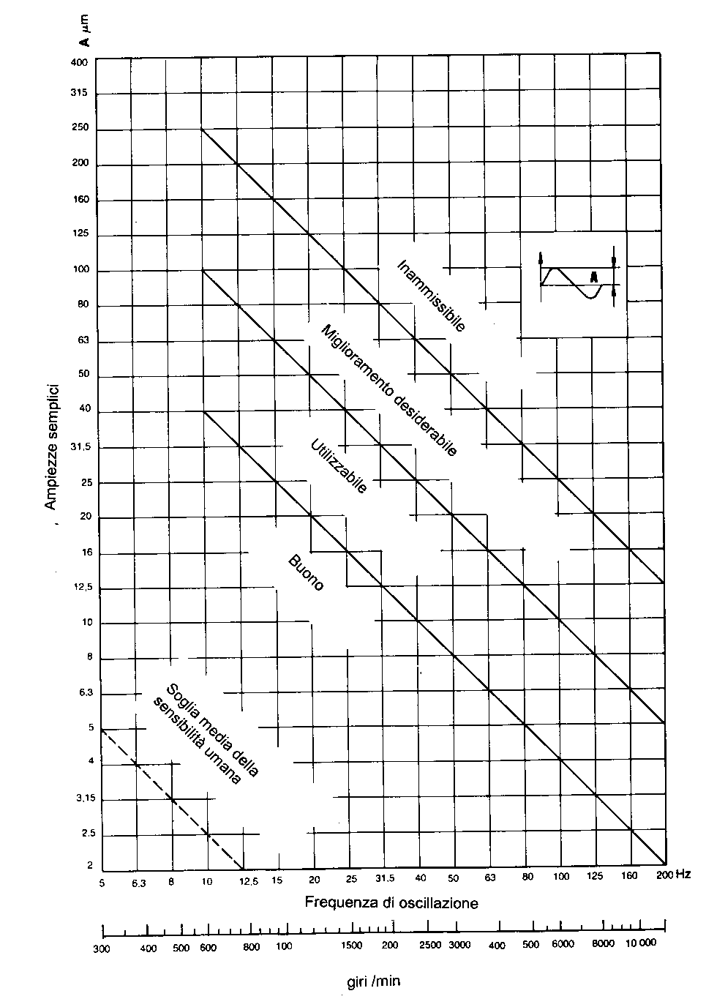 A µm
400
315
250
200
160
125
100
80
63
50
40
31,5
25
20
16
12,5
10
8
6.3
5
4
3,15
2.5
2
Ampiezze semplici
Inammissibile
Miglioramento desiderabile
Utilizzabile
Buono
Soglia media della
sensibilità umana
A
5 6.3 8 10 12,5 15 20 25 31.5 40 50 63 80 100 125 160 200 Hz
Frequenza di oscillazione
300 400 500 600 800 100 1500 200 2500 3000 400 500 6000 8000 10 000
giri /min